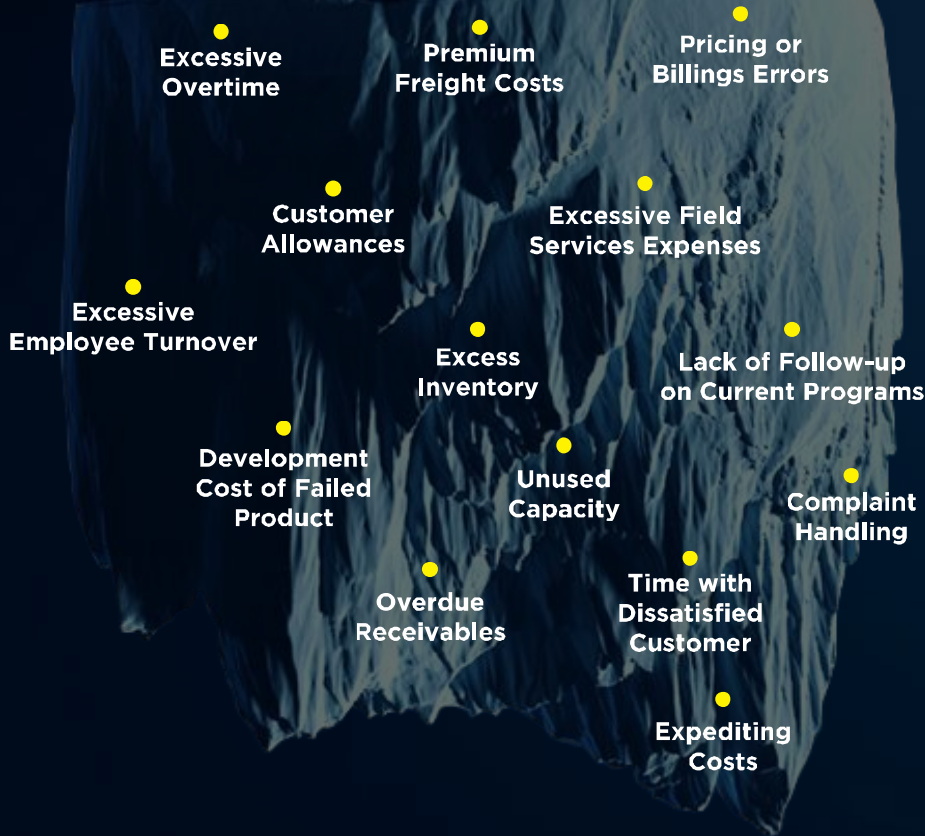 Excessive
Overtime
Premium
Freight Costs
Pricing or
Billings Errors
Customer
Allowances
Excessive Field
Services Expenses
Excessive
Employee Turnover
Excess
Inventory
Lack of Follow-up
on Current Programs
Development
Cost of Failed
Product
Unused
Capacity
Complaint
Handling
Overdue
Receivables
Time with
Dissatisfied
Customer
Expediting
Costs